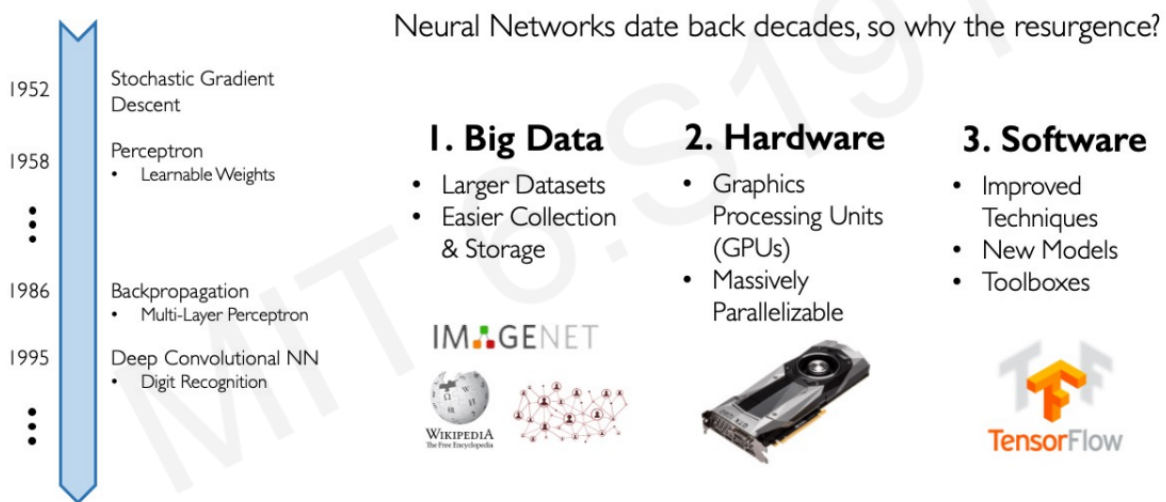 Neural Networks date back decades, so why the resurgence?
1952
Stochastic Gradient
Descent
1958
Perceptron
• Learnable Weights
1986
Backpropagation
• Multi-Layer Perceptron
1995
Deep Convolutional NN
• Digit Recognition
1. Big Data
• Larger Datasets
• Easier Collection
& Storage
IMAGENET
WIKIPEDIA
The Free Encyclopedia
2. Hardware
• Graphics
Processing Units
(GPUs)
• Massively
Parallelizable
3. Software
• Improved
Techniques
• New Models
• Toolboxes
TensorFlow
MIT 6.S191